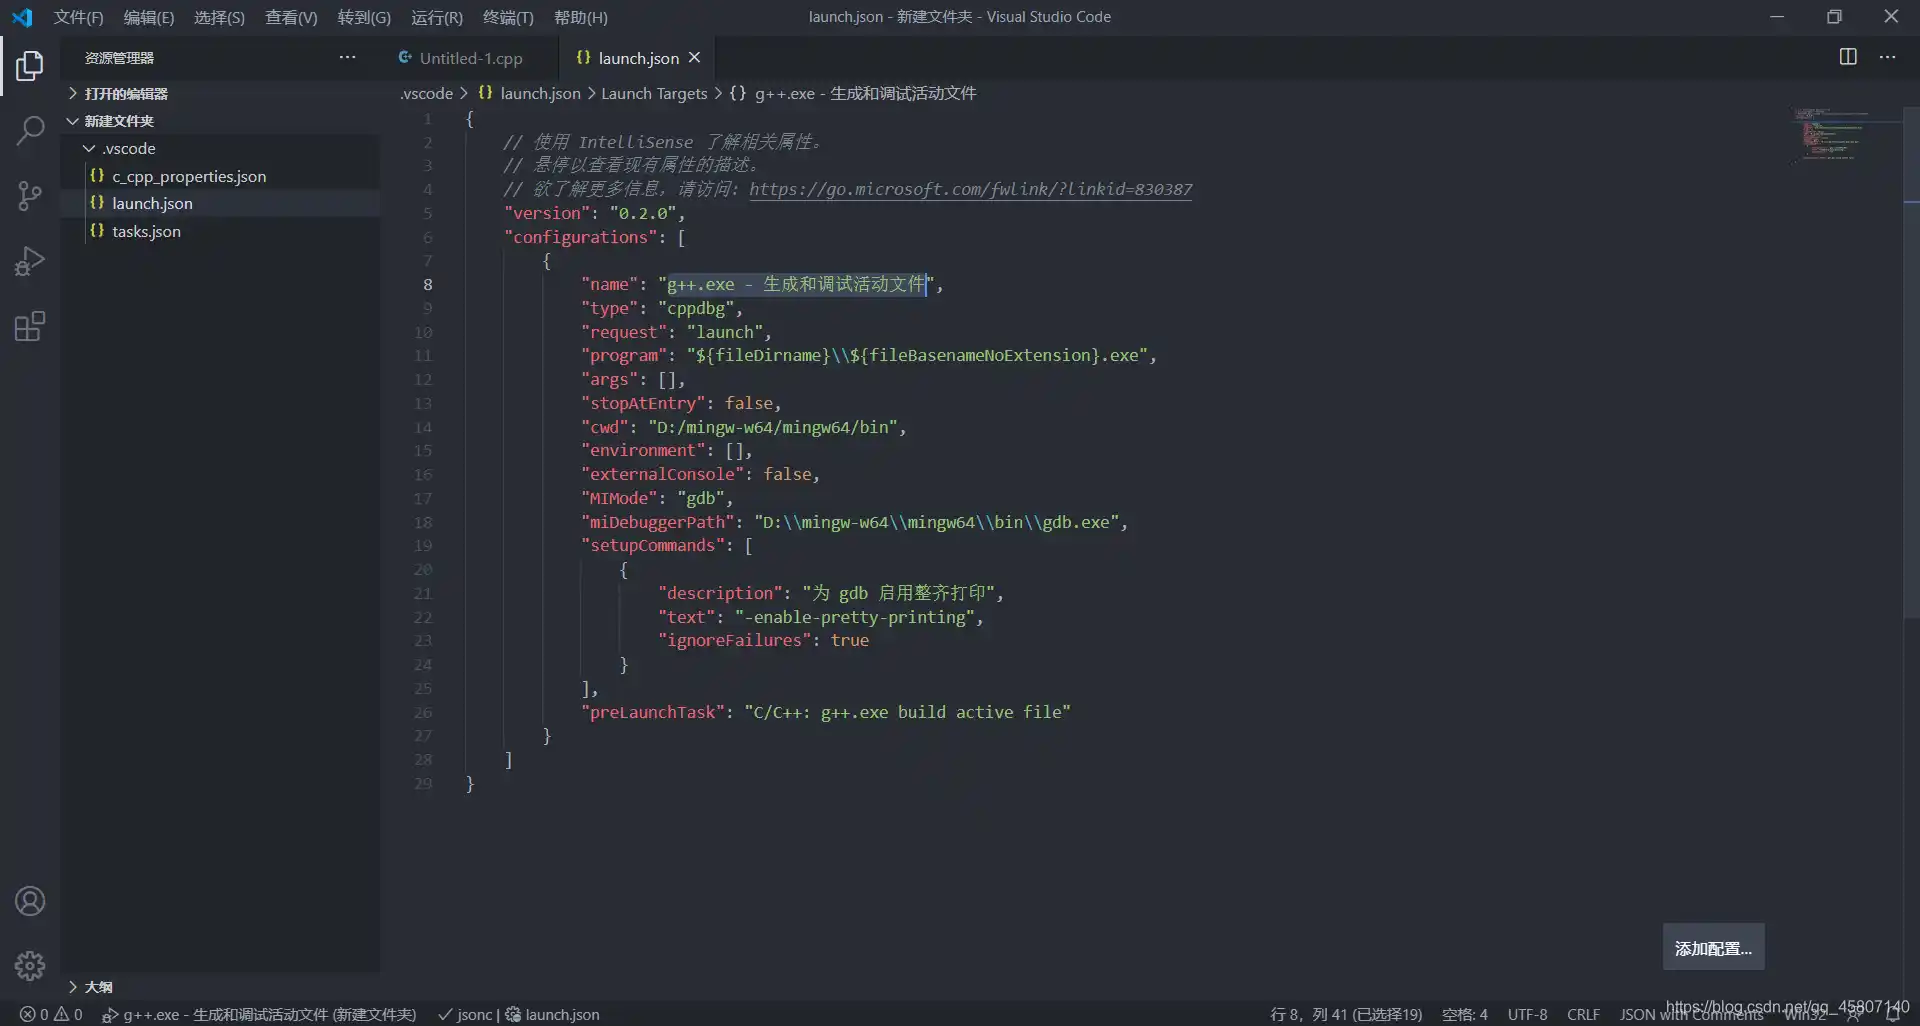 文件(F) 编辑(E) 选择(S) 查看(V) 转到(G) 运行(R) 终端(T) 帮助(H) launch.json - 新建文件夹 - Visual Studio Code
资源管理器 ··· Untitled-1.cpp {} launch.json ×
打开的编辑器
.vscode > {} launch.json > Launch Targets > {} g++.exe - 生成和调试活动文件
新建文件夹
.vscode
{} c_cpp_properties.json
{} launch.json
{} tasks.json
1 {
2 // 使用 IntelliSense 了解相关属性。
3 // 悬停以查看现有属性的描述。
4 // 欲了解更多信息，请访问: https://go.microsoft.com/fwlink/?linkid=830387
5 "version": "0.2.0",
6 "configurations": [
7 {
8 "name": "g++.exe - 生成和调试活动文件",
9 "type": "cppdbg",
10 "request": "launch",
11 "program": "${fileDirname}\\${fileBasenameNoExtension}.exe",
12 "args": [],
13 "stopAtEntry": false,
14 "cwd": "D:/mingw-w64/mingw64/bin",
15 "environment": [],
16 "externalConsole": false,
17 "MIMode": "gdb",
18 "miDebuggerPath": "D:\\mingw-w64\\mingw64\\bin\\gdb.exe",
19 "setupCommands": [
20 {
21 "description": "为 gdb 启用整齐打印",
22 "text": "-enable-pretty-printing",
23 "ignoreFailures": true
24 }
25 ],
26 "preLaunchTask": "C/C++: g++.exe build active file"
27 }
28 ]
29 }
添加配置...
大纲
0 0 g++.exe - 生成和调试活动文件 (新建文件夹) jsonc | launch.json 行 8，列 41 (已选择19) 空格: 4 UTF-8 CRLF JSON with Comments Win32
https://blog.csdn.net/qq_45807140